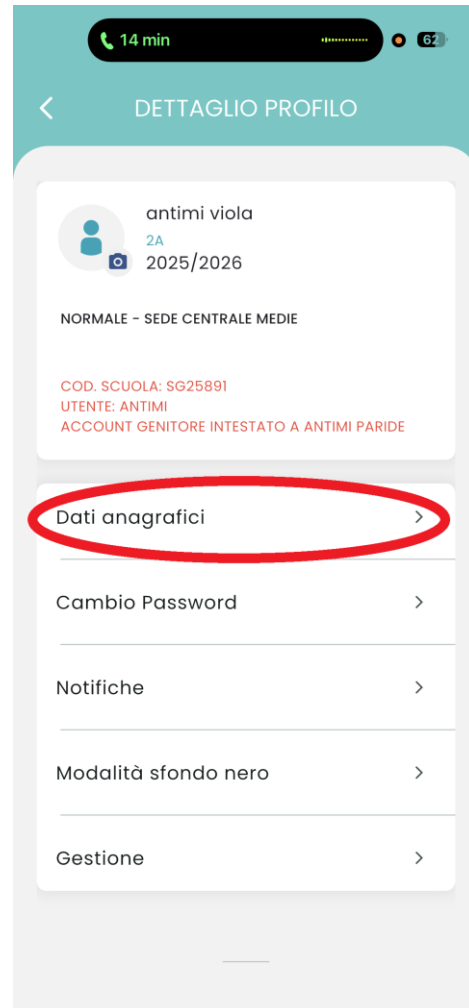 14 min
62
DETTAGLIO PROFILO
antimi viola
2A
2025/2026
NORMALE - SEDE CENTRALE MEDIE
COD. SCUOLA: SG25891
UTENTE: ANTIMI
ACCOUNT GENITORE INTESTATO A ANTIMI PARIDE
Dati anagrafici
Cambio Password
Notifiche
Modalità sfondo nero
Gestione